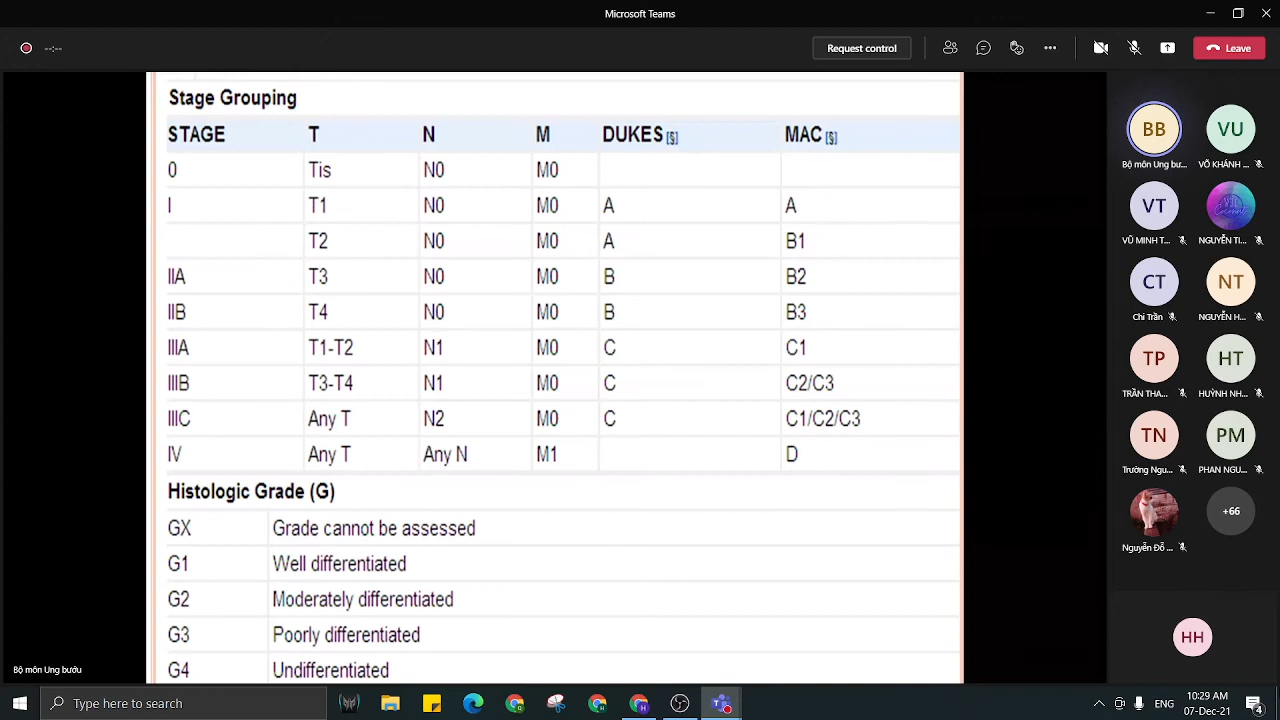 Microsoft Teams
--:--
Request control
Leave
Stage Grouping
STAGE T N M DUKES[§] MAC[§]
0 Tis N0 M0
I T1 N0 M0 A A
T2 N0 M0 A B1
IIA T3 N0 M0 B B2
IIB T4 N0 M0 B B3
IIIA T1-T2 N1 M0 C C1
IIIB T3-T4 N1 M0 C C2/C3
IIIC Any T N2 M0 C C1/C2/C3
IV Any T Any N M1 D
Histologic Grade (G)
GX Grade cannot be assessed
G1 Well differentiated
G2 Moderately differentiated
G3 Poorly differentiated
G4 Undifferentiated
Bộ môn Ung bướu
BB VU
Bộ môn Ung bư... VÕ KHÁNH ...
VT
VŨ MINH T... NGUYỄN TI...
CT NT
Chi Trần NGUYỄN H...
TP HT
TRẦN THA... HUỲNH NH...
TN PM
Trương Ngu... PHAN NGU...
+66
Nguyễn Đỗ ...
HH
Type here to search
ENG
10:29 AM
07-Dec-21